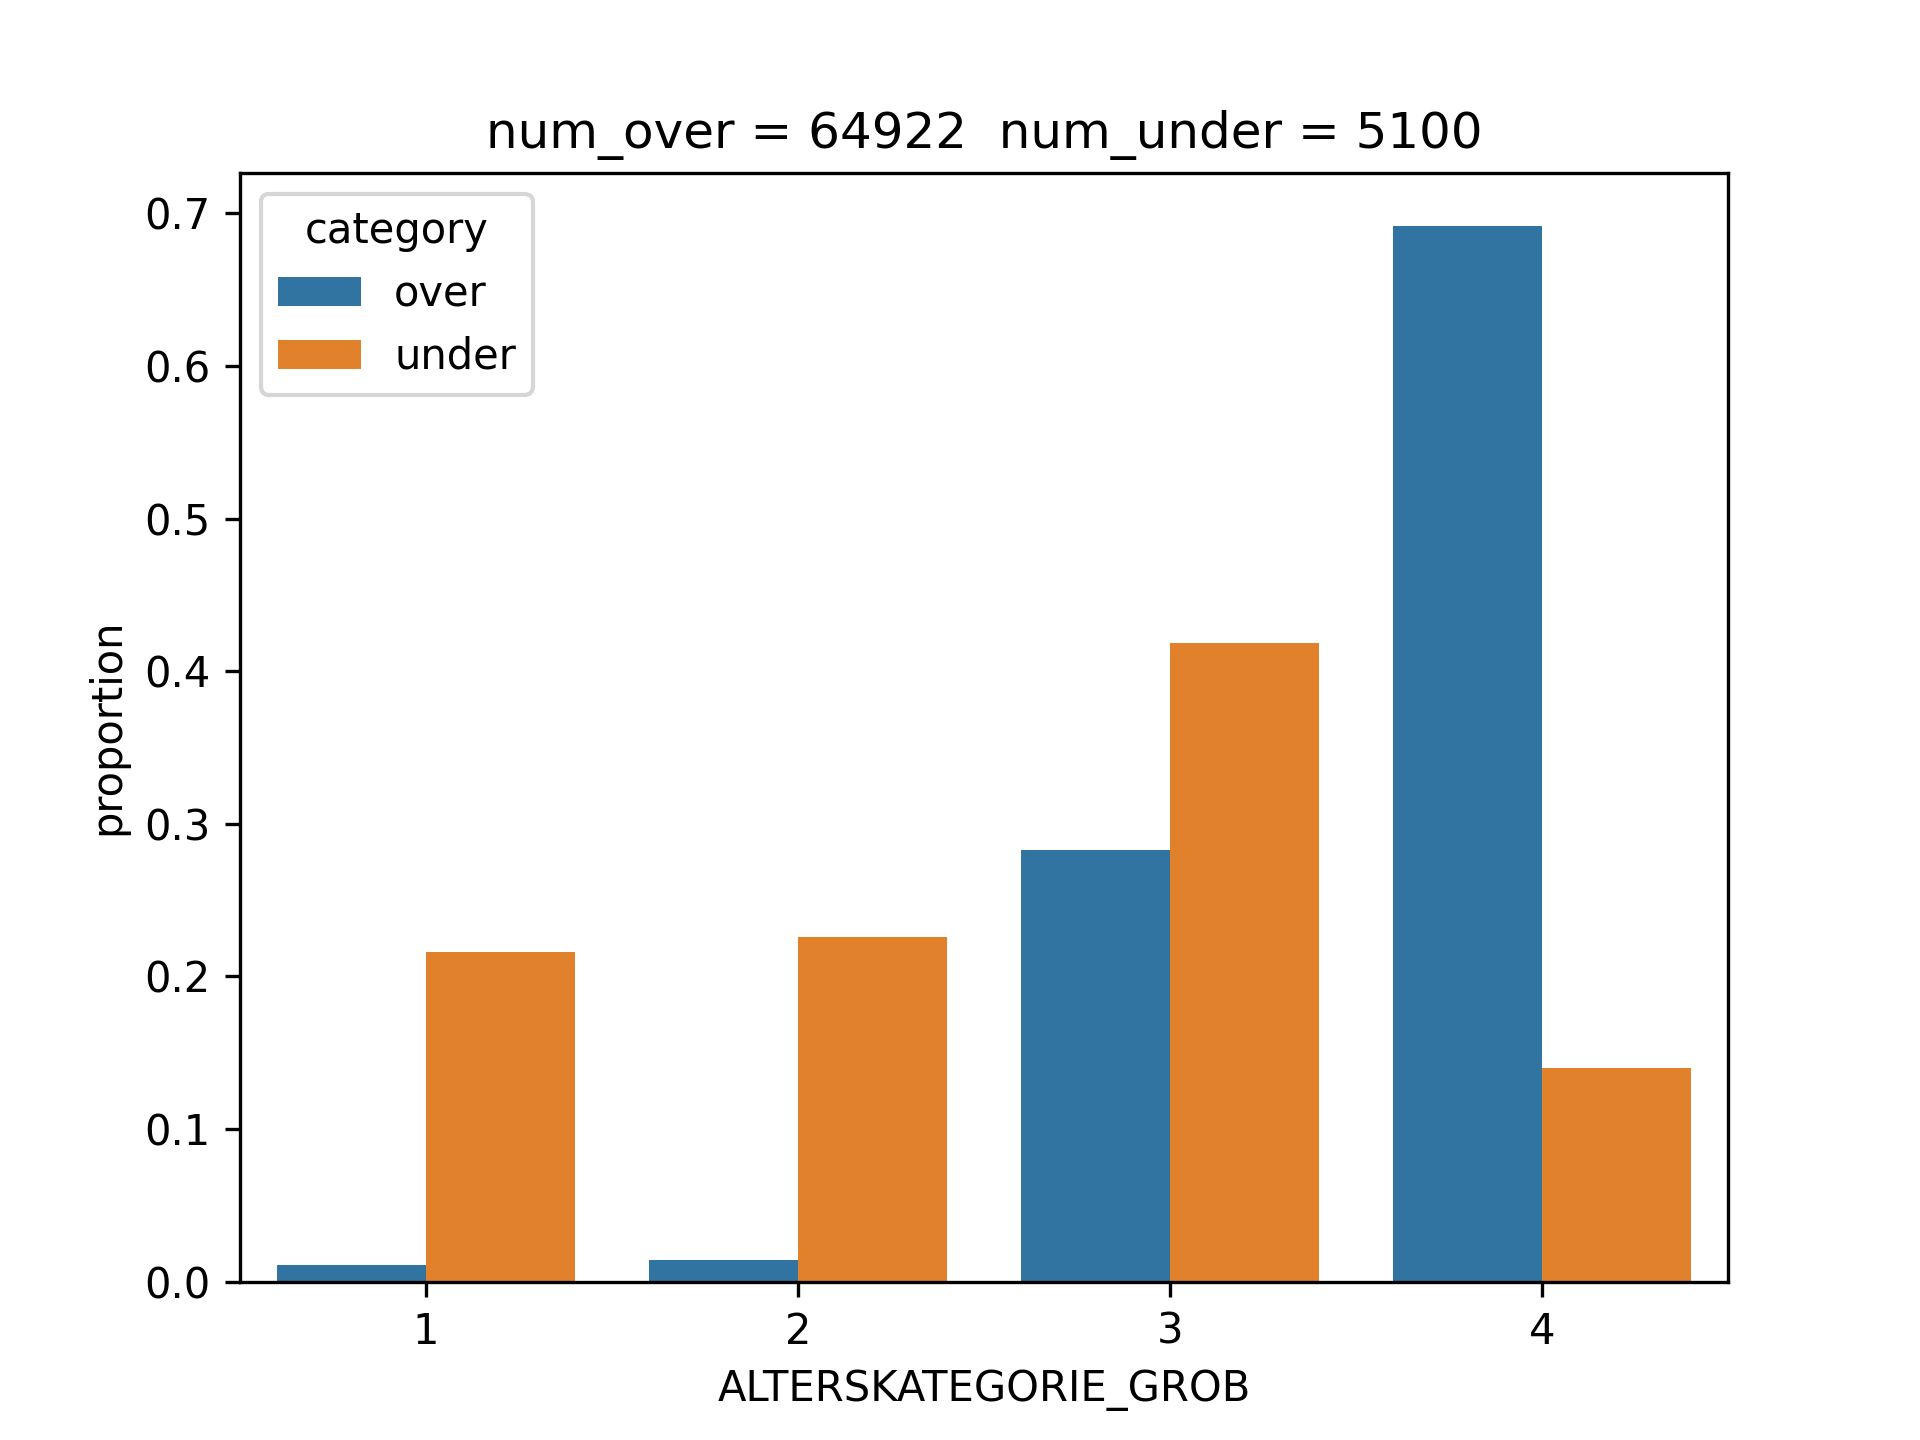 num_over = 64922  num_under = 5100
category
over
under
0.7
0.6
0.5
0.4
0.3
0.2
0.1
0.0
proportion
1 2 3 4
ALTERSKATEGORIE_GROB